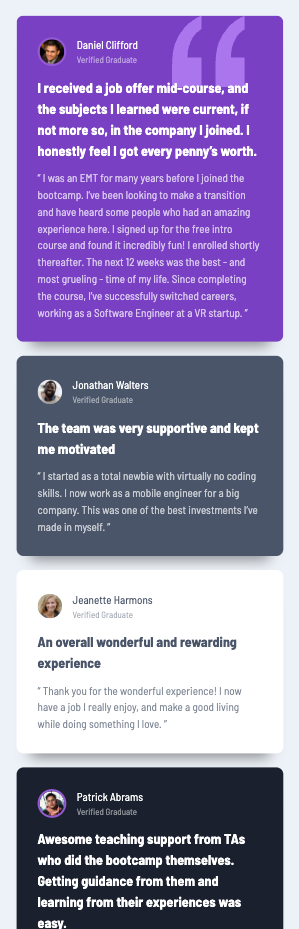 Daniel Clifford
Verified Graduate
I received a job offer mid-course, and
the subjects I learned were current, if
not more so, in the company I joined. I
honestly feel I got every penny’s worth.
“ I was an EMT for many years before I joined the
bootcamp. I’ve been looking to make a transition
and have heard some people who had an amazing
experience here. I signed up for the free intro
course and found it incredibly fun! I enrolled shortly
thereafter. The next 12 weeks was the best - and
most grueling - time of my life. Since completing
the course, I’ve successfully switched careers,
working as a Software Engineer at a VR startup. ”
Jonathan Walters
Verified Graduate
The team was very supportive and kept
me motivated
“ I started as a total newbie with virtually no coding
skills. I now work as a mobile engineer for a big
company. This was one of the best investments I’ve
made in myself. ”
Jeanette Harmons
Verified Graduate
An overall wonderful and rewarding
experience
“ Thank you for the wonderful experience! I now
have a job I really enjoy, and make a good living
while doing something I love. ”
Patrick Abrams
Verified Graduate
Awesome teaching support from TAs
who did the bootcamp themselves.
Getting guidance from them and
learning from their experiences was
easy.